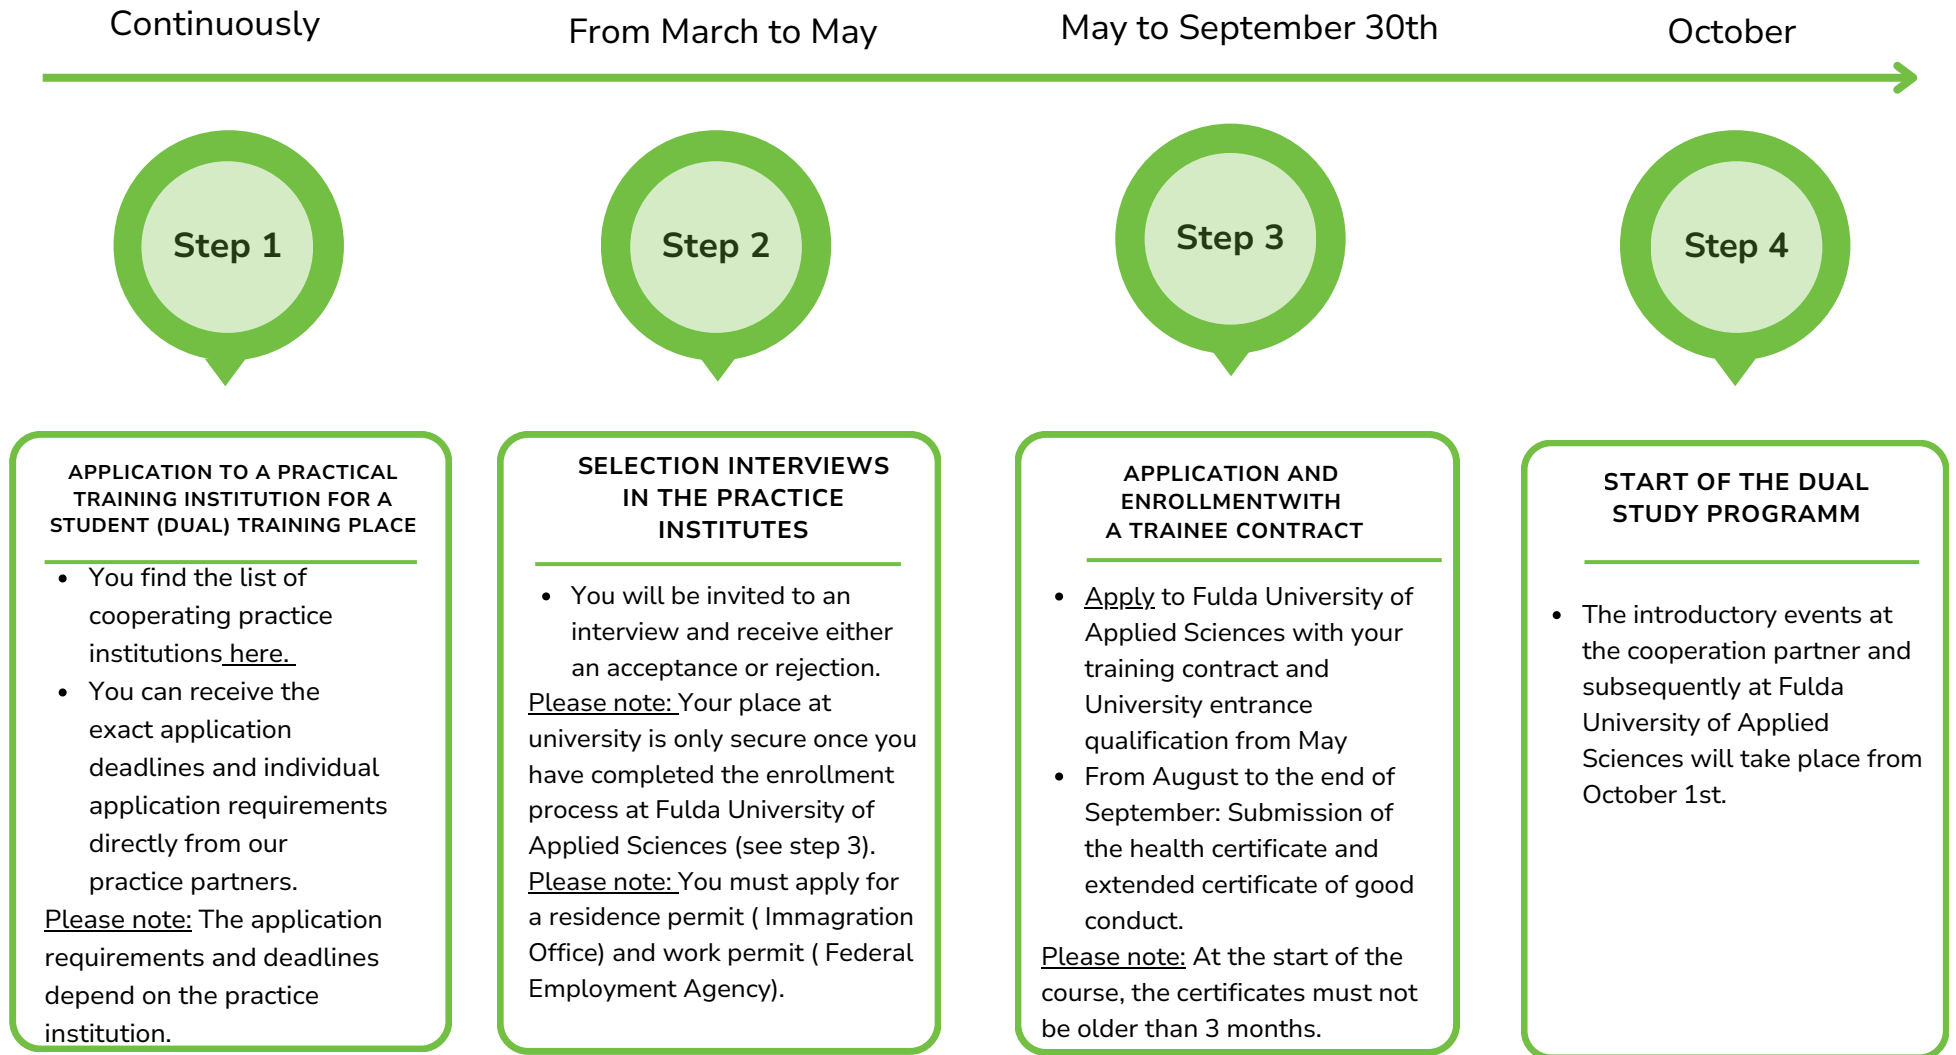 Continuously
From March to May
May to September 30th
October
Step 1
Step 2
Step 3
Step 4
APPLICATION TO A PRACTICAL
TRAINING INSTITUTION FOR A
STUDENT (DUAL) TRAINING PLACE
• You find the list of
cooperating practice
institutions here.
• You can receive the
exact application
deadlines and individual
application requirements
directly from our
practice partners.
Please note: The application
requirements and deadlines
depend on the practice
institution.
SELECTION INTERVIEWS
IN THE PRACTICE
INSTITUTES
• You will be invited to an
interview and receive either
an acceptance or rejection.
Please note: Your place at
university is only secure once you
have completed the enrollment
process at Fulda University of
Applied Sciences (see step 3).
Please note: You must apply for
a residence permit ( Immagration
Office) and work permit ( Federal
Employment Agency).
APPLICATION AND
ENROLLMENTWITH
A TRAINEE CONTRACT
• Apply to Fulda University of
Applied Sciences with your
training contract and
University entrance
qualification from May
• From August to the end of
September: Submission of
the health certificate and
extended certificate of good
conduct.
Please note: At the start of the
course, the certificates must not
be older than 3 months.
START OF THE DUAL
STUDY PROGRAMM
• The introductory events at
the cooperation partner and
subsequently at Fulda
University of Applied
Sciences will take place from
October 1st.